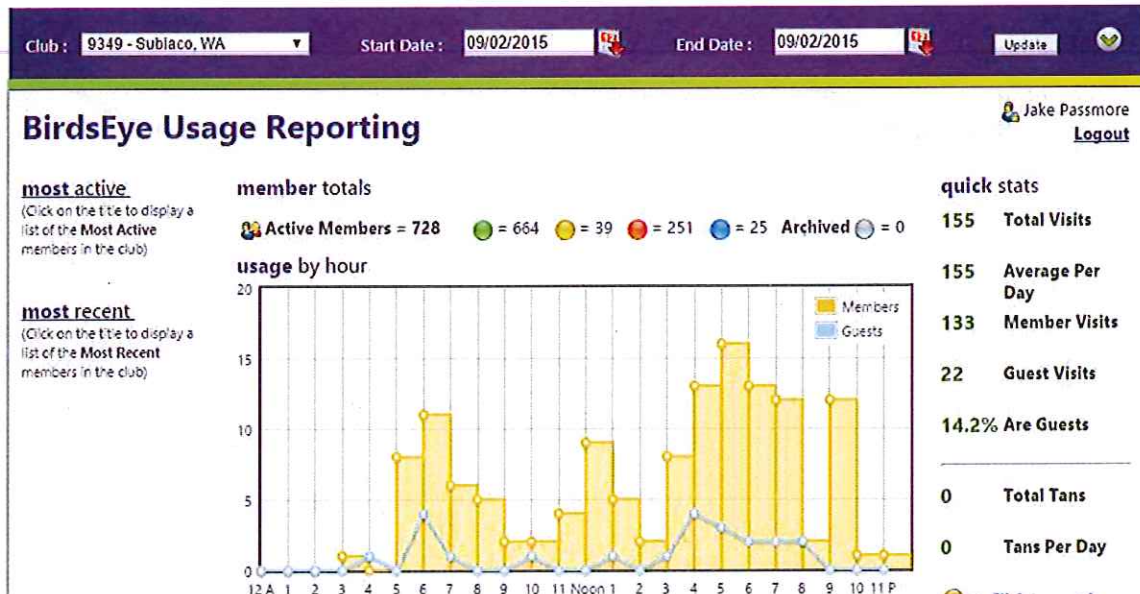 Club : 9349 - Subiaco, WA Start Date : 09/02/2015 End Date : 09/02/2015 Update
BirdsEye Usage Reporting
Jake Passmore
Logout
most active
(Click on the title to display a
list of the Most Active
members in the club)
most recent
(Click on the title to display a
list of the Most Recent
members in the club)
member totals
Active Members = 728 = 664 = 39 = 251 = 25 Archived = 0
usage by hour
20
15
10
5
0
Members
Guests
12 A 1 2 3 4 5 6 7 8 9 10 11 Noon 1 2 3 4 5 6 7 8 9 10 11 P
quick stats
155 Total Visits
155 Average Per
Day
133 Member Visits
22 Guest Visits
14.2% Are Guests
0 Total Tans
0 Tans Per Day